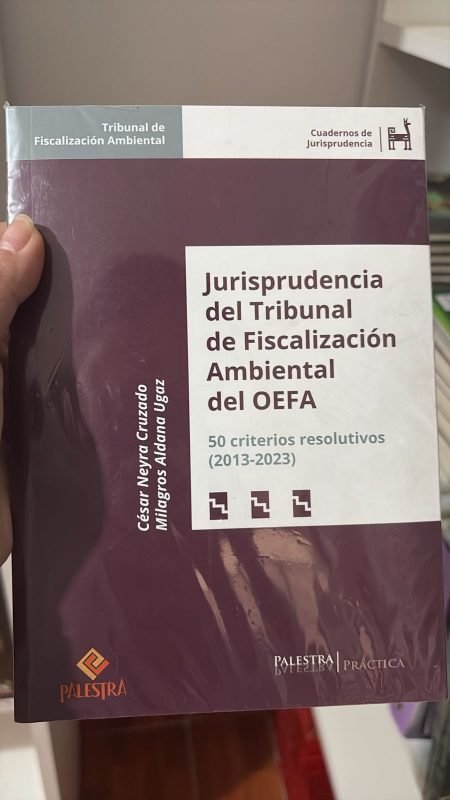 Tribunal de
Fiscalización Ambiental
Cuadernos de
Jurisprudencia
Jurisprudencia
del Tribunal
de Fiscalización
Ambiental
del OEFA
50 criterios resolutivos
(2013-2023)
César Neyra Cruzado
Milagros Aldana Ugaz
PALESTRA
PALESTRA | PRÁCTICA